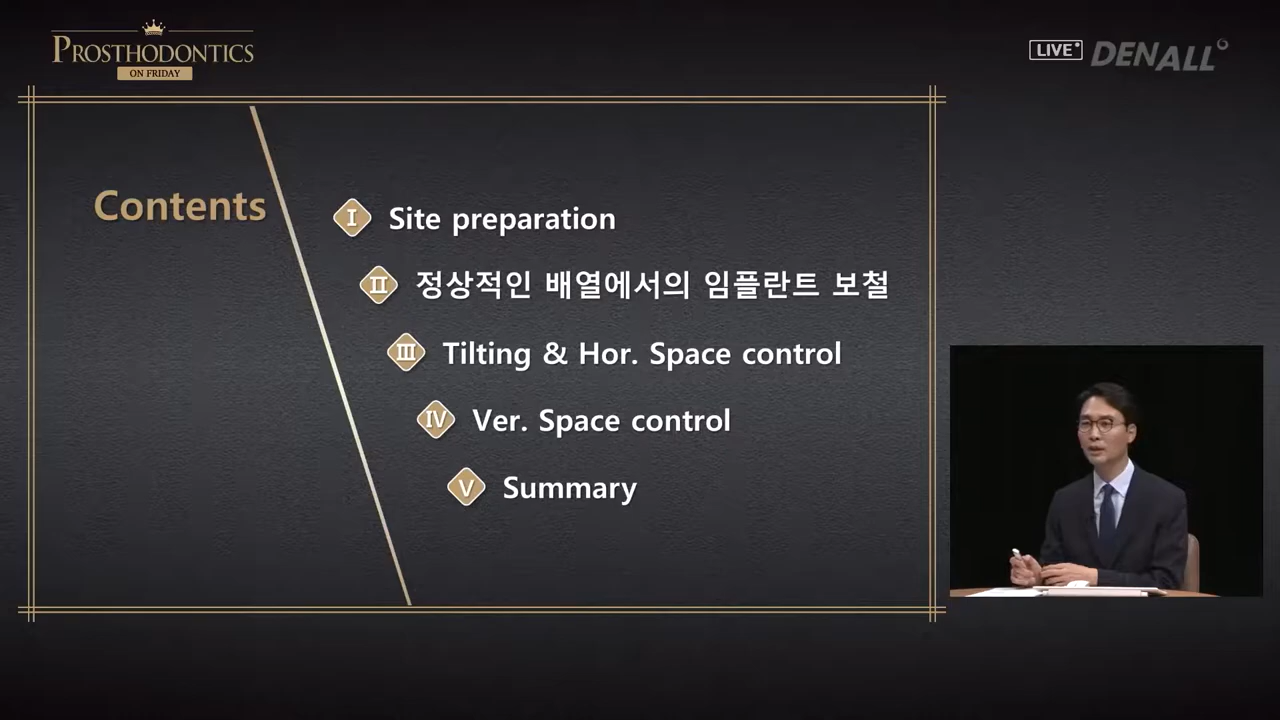 PROSTHODONTICS
ON FRIDAY
LIVE
DENALL
Contents
I Site preparation
II 정상적인 배열에서의 임플란트 보철
III Tilting & Hor. Space control
IV Ver. Space control
V Summary